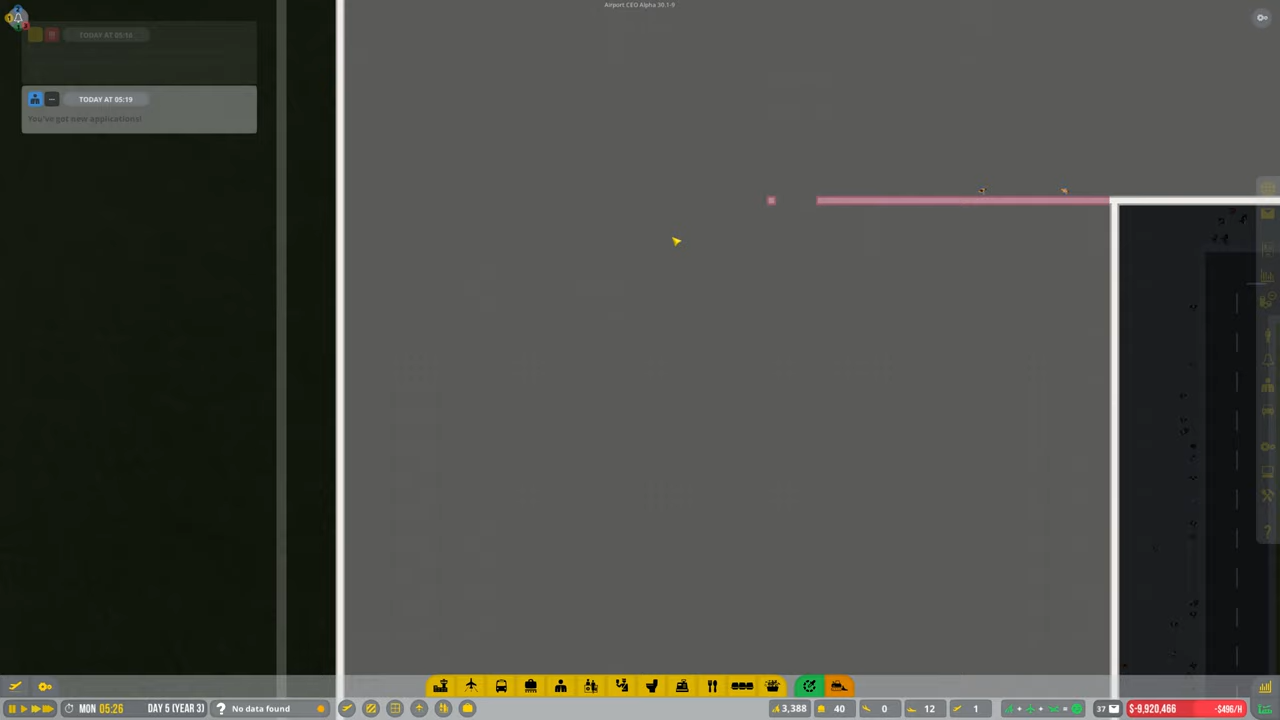 Airport CEO Alpha 30.1-9
TODAY AT 05:18
TODAY AT 05:19
You've got new applications!
MON 05:26
DAY 5 (YEAR 3)
? No data found
3,388
40
0
12
1
+ + =
37
$-9,920,466
-$496/H
?